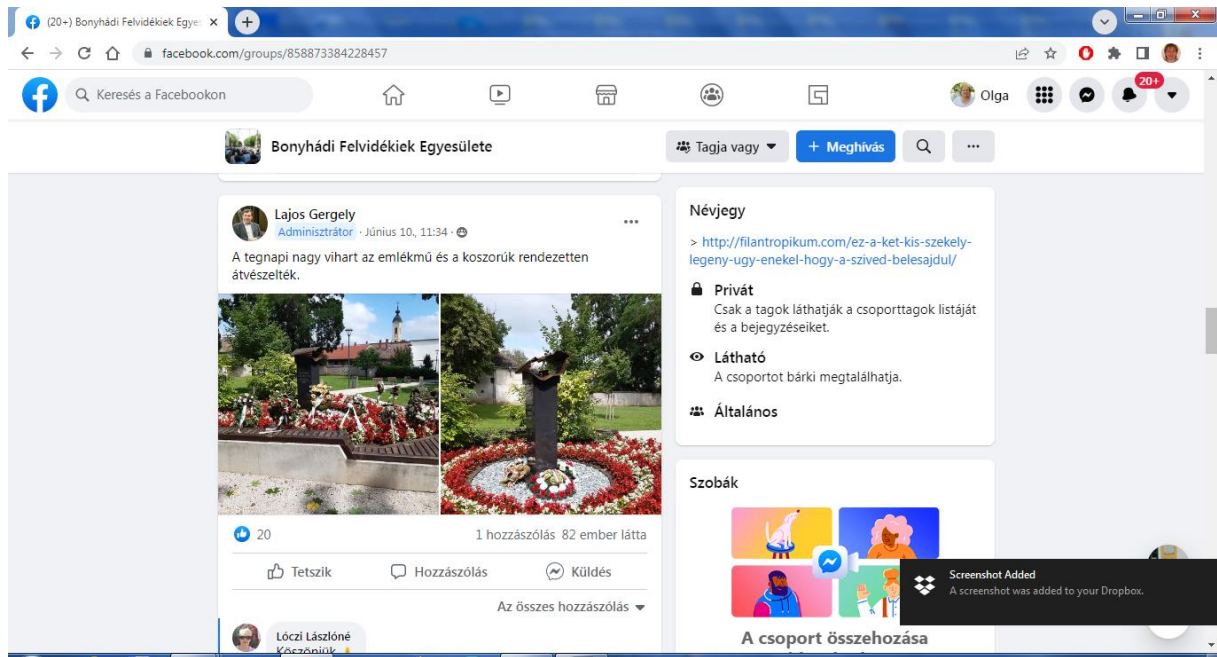 (20+) Bonyhádi Felvidékiek Egye
facebook.com/groups/858873384228457
Keresés a Facebookon
Olga
20+
Bonyhádi Felvidékiek Egyesülete
Tagja vagy
+ Meghívás
Lajos Gergely
Adminisztrátor · Június 10., 11:34 ·
A tegnapi nagy vihart az emlékmű és a koszorúk rendezetten
átvészelték.
20
1 hozzászólás 82 ember látta
Tetszik
Hozzászólás
Küldés
Az összes hozzászólás
Lóczi Lászlóné
Köszönjük
Névjegy
> http://filantropikum.com/ez-a-ket-kis-szekely-
legeny-ugy-enekel-hogy-a-szived-belesajdul/
Privát
Csak a tagok láthatják a csoporttagok listáját
és a bejegyzéseiket.
Látható
A csoportot bárki megtalálhatja.
Általános
Szobák
A csoport összehozása
Screenshot Added
A screenshot was added to your Dropbox.